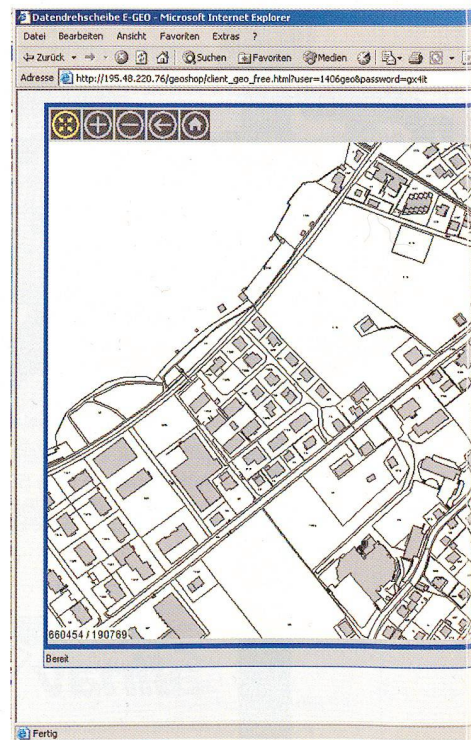 Datendrehscheibe E-GEO - Microsoft Internet Explorer
Datei Bearbeiten Ansicht Favoriten Extras ?
Zurück Suchen Favoriten Medien
Adresse http://195.48.220.76/geoshop/client_geo_free.html?user=1406geo&password=gx4it
660454 / 190769
Bereit
Fertig